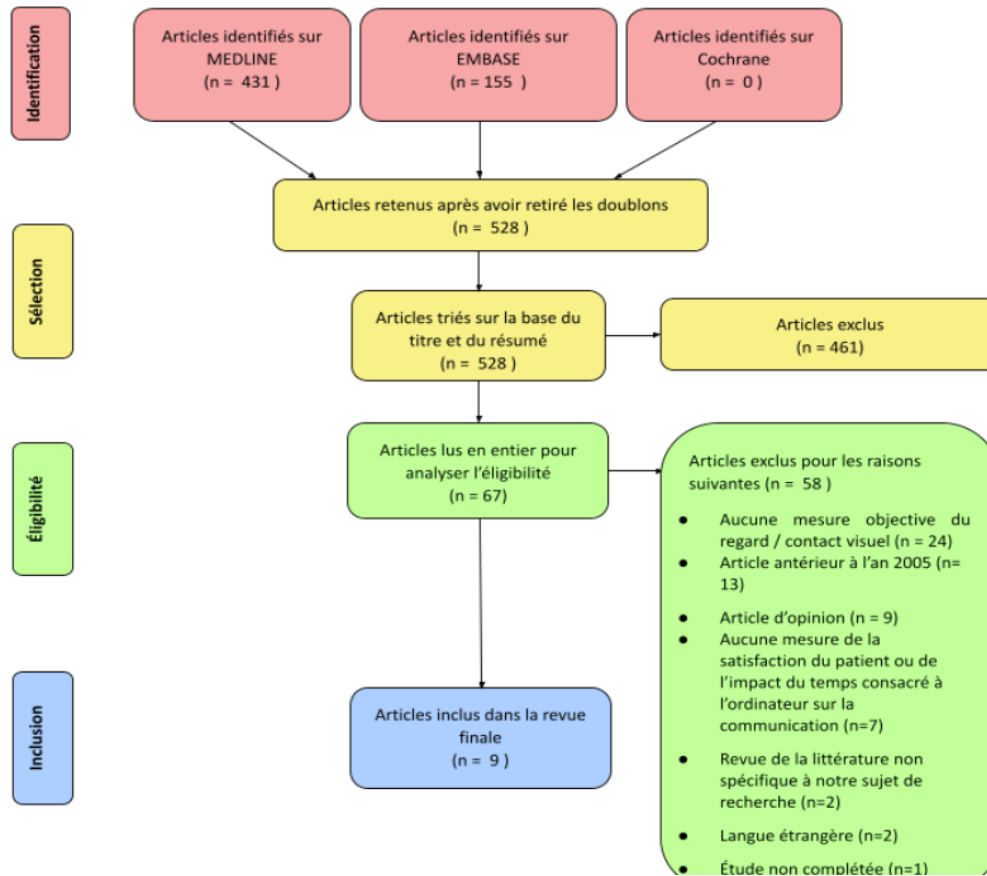 Identification
Articles identifiés sur
MEDLINE
(n = 431 )
Articles identifiés sur
EMBASE
(n = 155 )
Articles identifiés sur
Cochrane
(n = 0 )
Articles retenus après avoir retiré les doublons
(n = 528 )
Sélection
Articles triés sur la base du
titre et du résumé
(n = 528 )
Articles exclus
(n = 461)
Éligibilité
Articles lus en entier pour
analyser l'éligibilité
(n = 67)
Articles exclus pour les raisons
suivantes (n = 58 )
● Aucune mesure objective du
regard / contact visuel (n = 24)
● Article antérieur à l'an 2005 (n=
13)
● Article d'opinion (n = 9)
● Aucune mesure de la
satisfaction du patient ou de
l'impact du temps consacré à
l'ordinateur sur la
communication (n=7)
● Revue de la littérature non
spécifique à notre sujet de
recherche (n=2)
● Langue étrangère (n=2)
● Étude non complétée (n=1)
Inclusion
Articles inclus dans la revue
finale
(n = 9 )